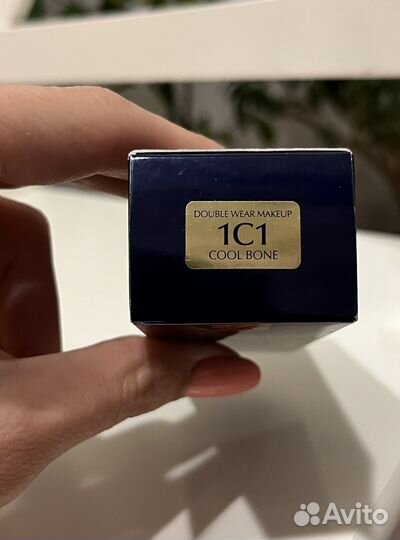 DOUBLE WEAR MAKEUP
1C1
COOL BONE
Avito